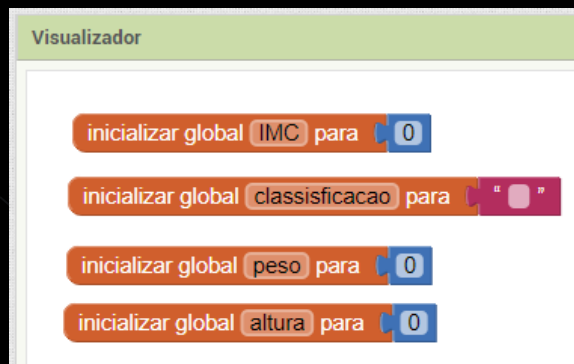 Visualizador
inicializar global IMC para 0
inicializar global classisficacao para " "
inicializar global peso para 0
inicializar global altura para 0